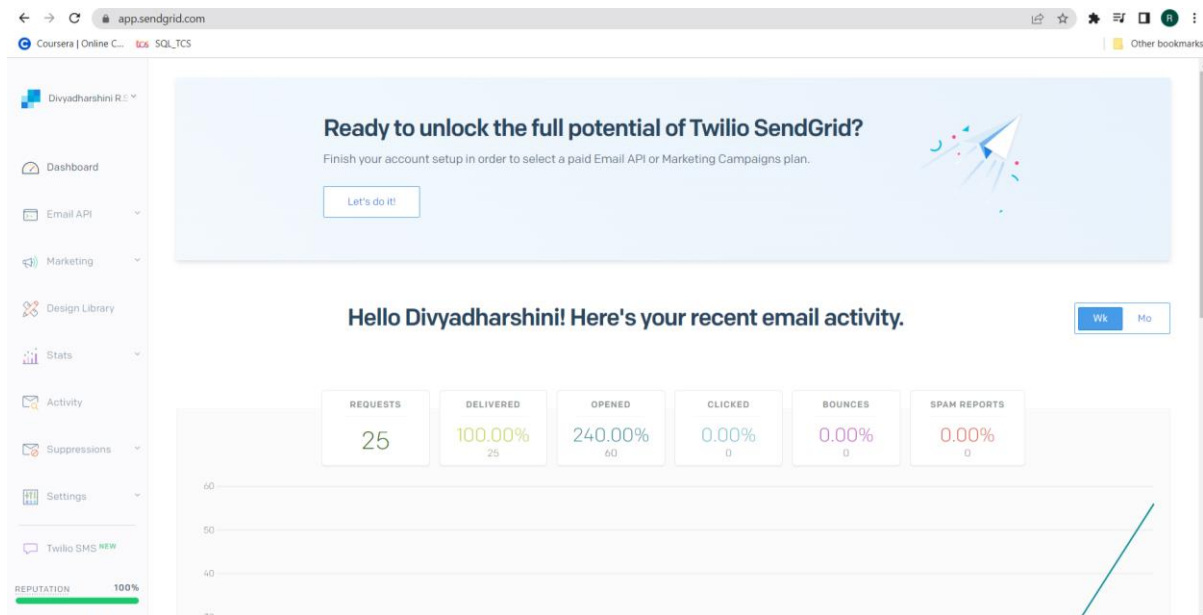 app.sendgrid.com
R
Coursera | Online C...
tcs SQL_TCS
Other bookmarks
Divyadharshini R.E
Ready to unlock the full potential of Twilio SendGrid?
Finish your account setup in order to select a paid Email API or Marketing Campaigns plan.
Let's do it!
Dashboard
Email API
Marketing
Design Library
Stats
Activity
Suppressions
Settings
Twilio SMS NEW
REPUTATION 100%
Hello Divyadharshini! Here's your recent email activity.
Wk Mo
REQUESTS DELIVERED OPENED CLICKED BOUNCES SPAM REPORTS
25 100.00% 240.00% 0.00% 0.00% 0.00%
25 60 0 0 0
60
50
40